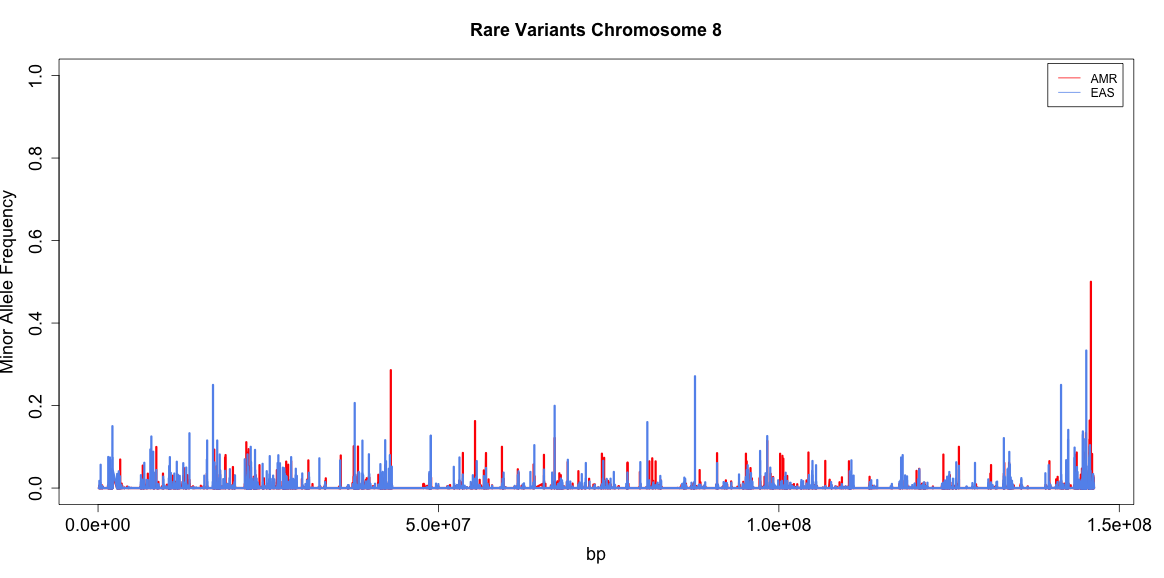 Rare Variants Chromosome 8
AMR
EAS
Minor Allele Frequency
1.0
0.8
0.6
0.4
0.2
0.0
0.0e+00 5.0e+07 1.0e+08 1.5e+08
bp